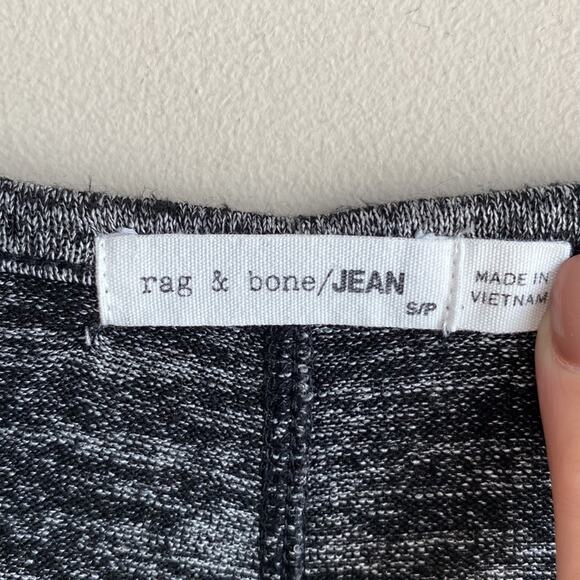 rag & bone/JEAN
S/P
MADE IN
VIETNAM